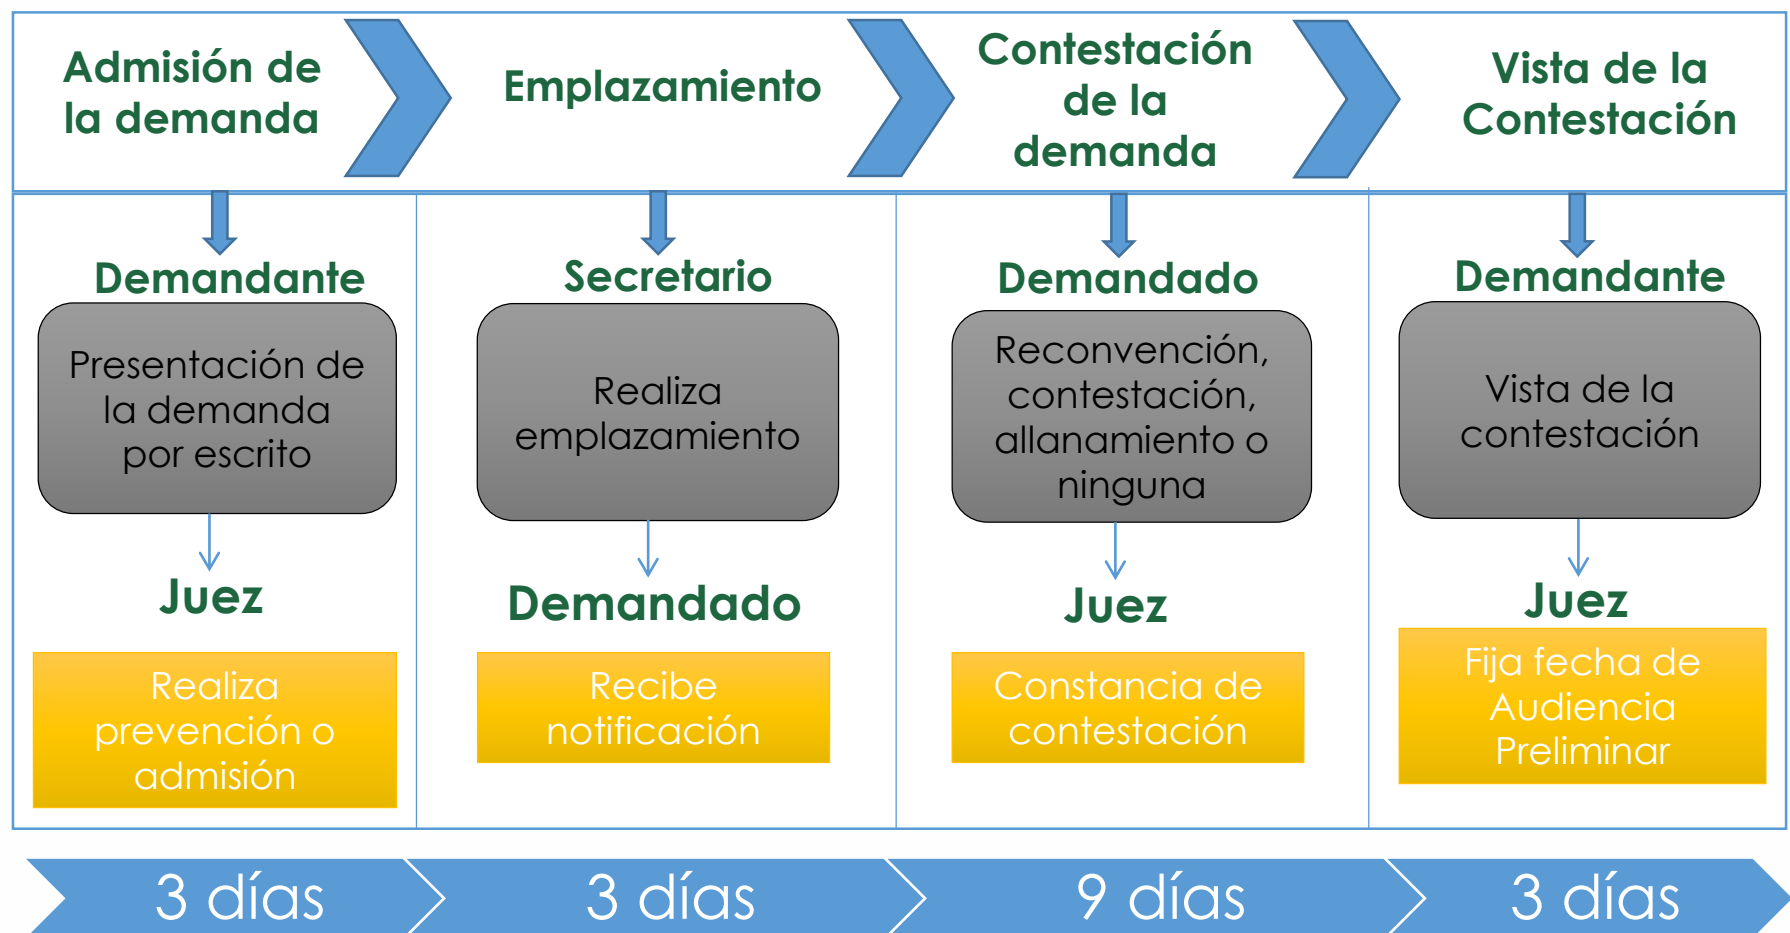 Admisión de
la demanda
Emplazamiento
Contestación
de la
demanda
Vista de la
Contestación
Demandante
Presentación de
la demanda
por escrito
Juez
Realiza
prevención o
admisión
Secretario
Realiza
emplazamiento
Demandado
Recibe
notificación
Demandado
Reconvención,
contestación,
allanamiento o
ninguna
Juez
Constancia de
contestación
Demandante
Vista de la
contestación
Juez
Fija fecha de
Audiencia
Preliminar
3 días
3 días
9 días
3 días